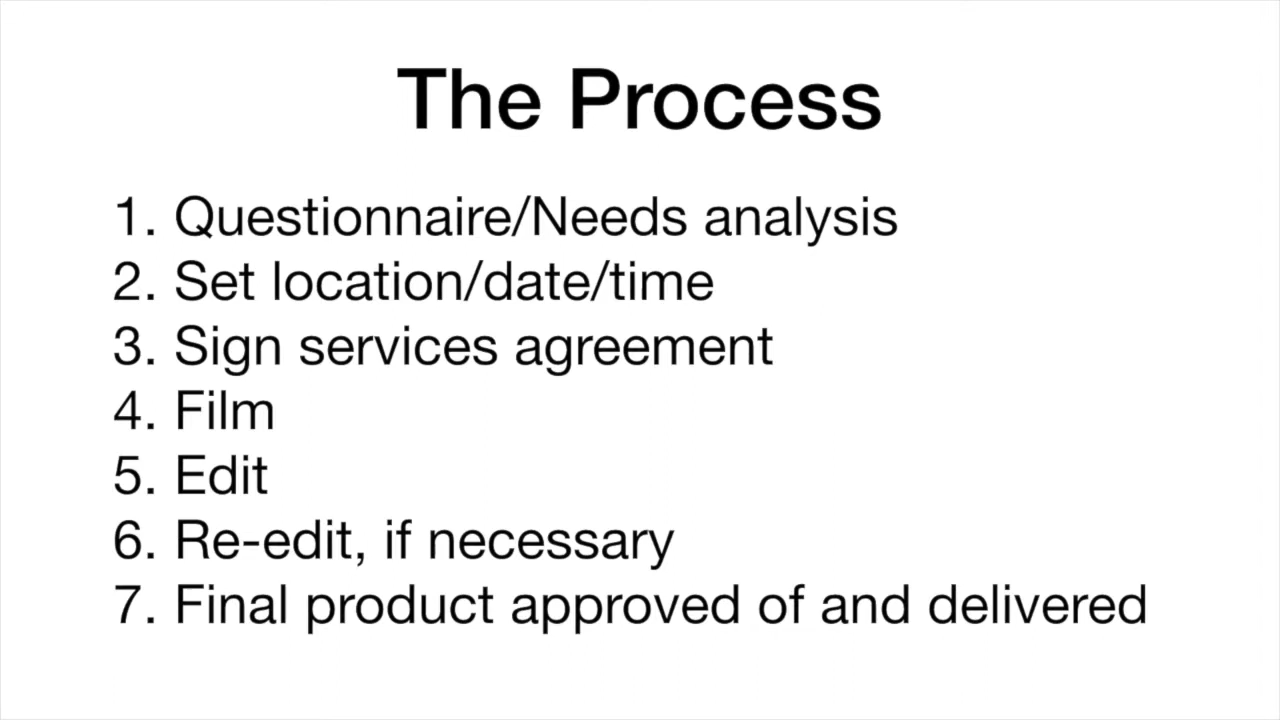 The Process
1. Questionnaire/Needs analysis
2. Set location/date/time
3. Sign services agreement
4. Film
5. Edit
6. Re-edit, if necessary
7. Final product approved of and delivered